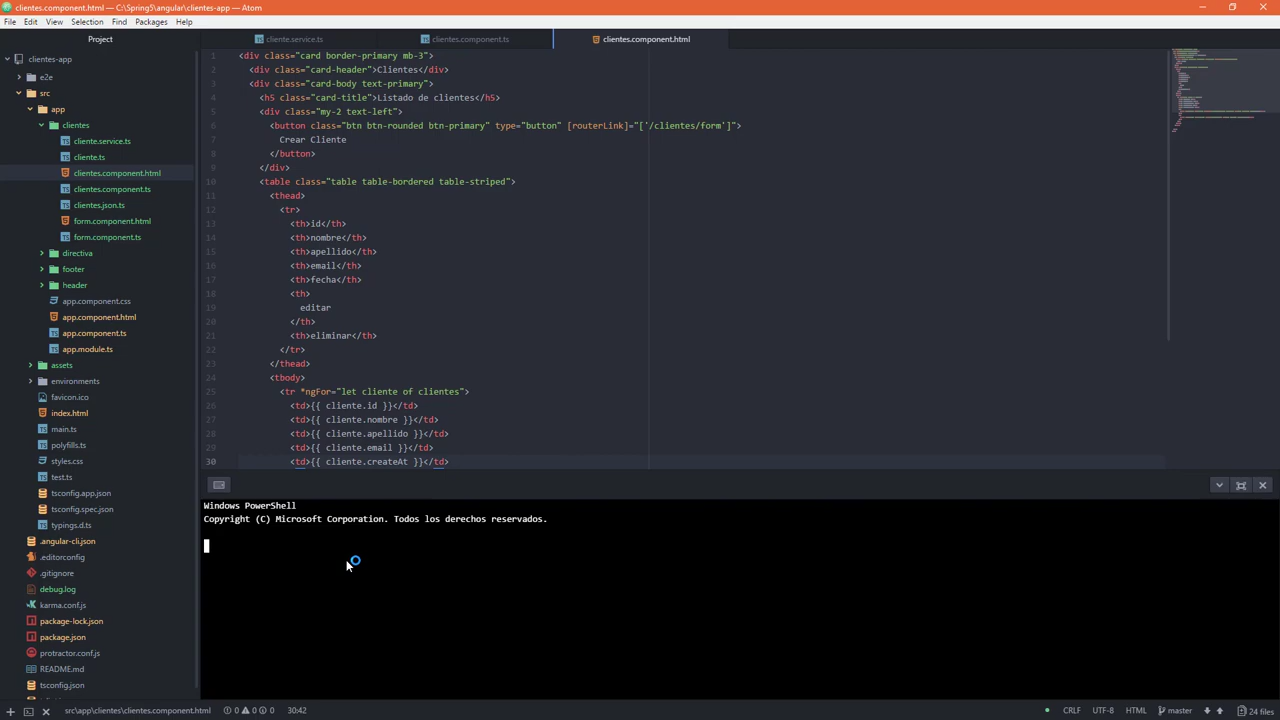 clientes.component.html — C:\Spring5\angular\clientes-app — Atom
File Edit View Selection Find Packages Help
Project
clientes-app
e2e
src
app
clientes
cliente.service.ts
cliente.ts
clientes.component.html
clientes.component.ts
clientes.json.ts
form.component.html
form.component.ts
directiva
footer
header
app.component.css
app.component.html
app.component.ts
app.module.ts
assets
environments
favicon.ico
index.html
main.ts
polyfills.ts
styles.css
test.ts
tsconfig.app.json
tsconfig.spec.json
typings.d.ts
.angular-cli.json
.editorconfig
.gitignore
debug.log
karma.conf.js
package-lock.json
package.json
protractor.conf.js
README.md
tsconfig.json
cliente.service.ts clientes.component.ts clientes.component.html
1 <div class="card border-primary mb-3">
2 <div class="card-header">Clientes</div>
3 <div class="card-body text-primary">
4 <h5 class="card-title">Listado de clientes</h5>
5 <div class="my-2 text-left">
6 <button class="btn btn-rounded btn-primary" type="button" [routerLink]="['/clientes/form']">
7 Crear Cliente
8 </button>
9 </div>
10 <table class="table table-bordered table-striped">
11 <thead>
12 <tr>
13 <th>id</th>
14 <th>nombre</th>
15 <th>apellido</th>
16 <th>email</th>
17 <th>fecha</th>
18 <th>
19 editar
20 </th>
21 <th>eliminar</th>
22 </tr>
23 </thead>
24 <tbody>
25 <tr *ngFor="let cliente of clientes">
26 <td>{{ cliente.id }}</td>
27 <td>{{ cliente.nombre }}</td>
28 <td>{{ cliente.apellido }}</td>
29 <td>{{ cliente.email }}</td>
30 <td>{{ cliente.createAt }}</td>
Windows PowerShell
Copyright (C) Microsoft Corporation. Todos los derechos reservados.
src\app\clientes\clientes.component.html 0 0 0 30:42 CRLF UTF-8 HTML master 24 files